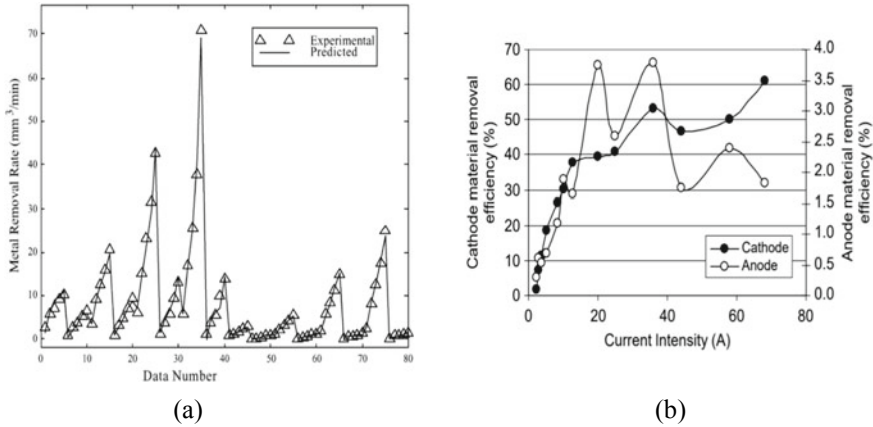 Metal Removal Rate (mm³/min)
70
60
50
40
30
20
10
0
Experimental
Predicted
0 10 20 30 40 50 60 70 80
Data Number
(a)
Cathode material removal
efficiency (%)
70
60
50
40
30
20
10
0
4.0
3.5
3.0
2.5
2.0
1.5
1.0
0.5
0.0
Anode material removal
efficiency (%)
Cathode
Anode
0 20 40 60 80
Current Intensity (A)
(b)